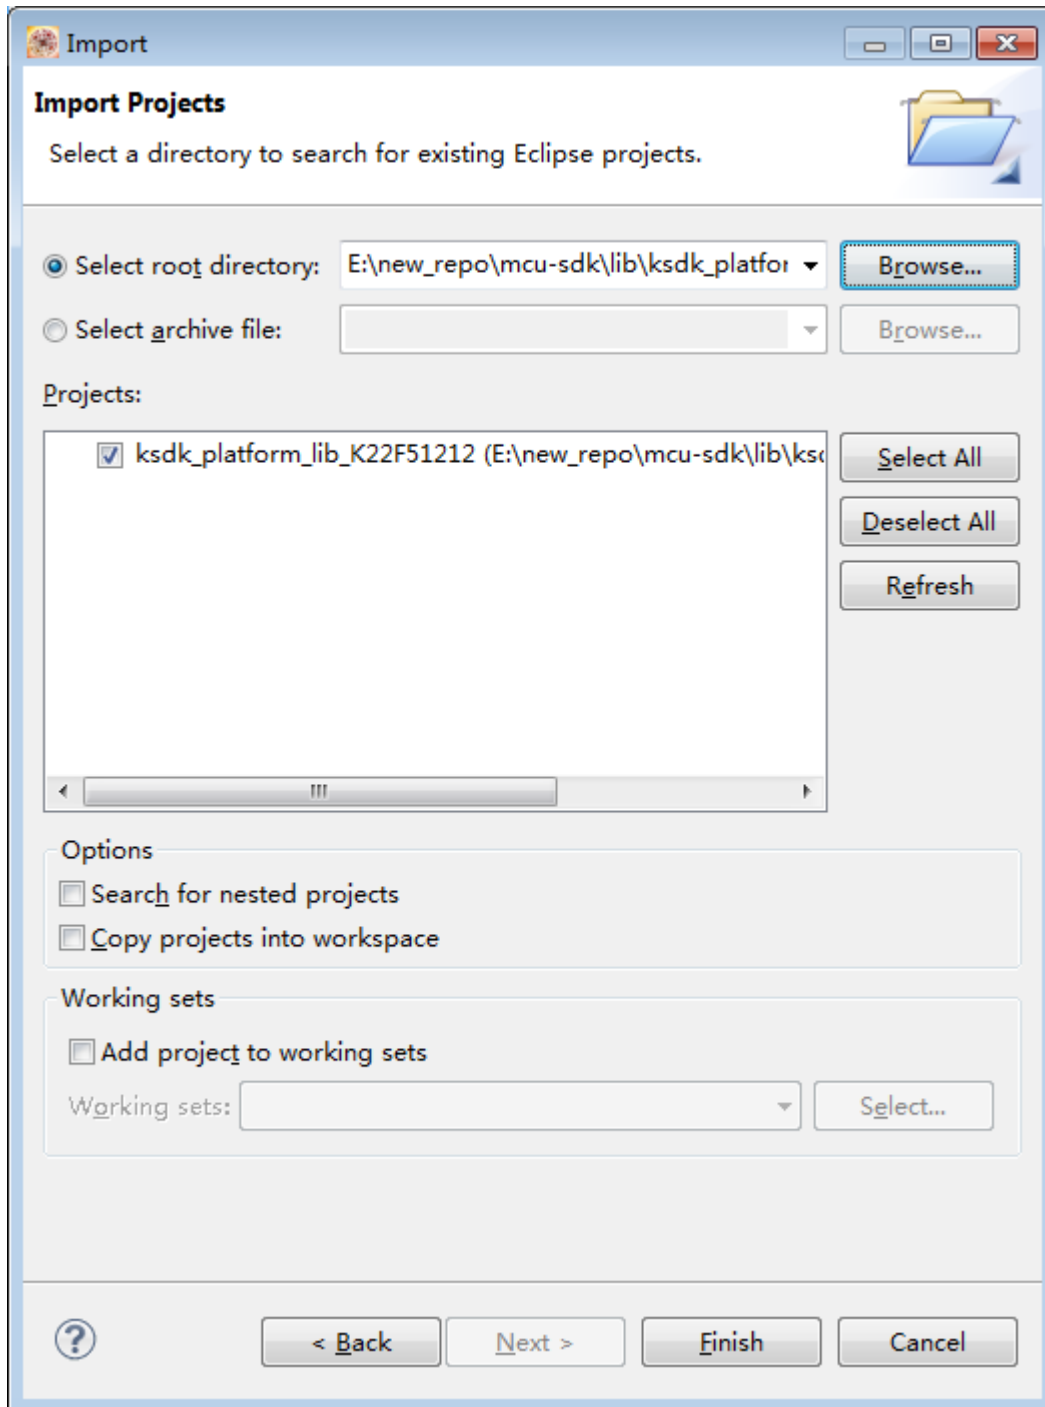 Import
Import Projects
Select a directory to search for existing Eclipse projects.
Select root directory: E:\new_repo\mcu-sdk\lib\ksdk_platfor Browse...
Select archive file: Browse...
Projects:
ksdk_platform_lib_K22F51212 (E:\new_repo\mcu-sdk\lib\ksd
Select All
Deselect All
Refresh
Options
Search for nested projects
Copy projects into workspace
Working sets
Add project to working sets
Working sets: Select...
? < Back Next > Finish Cancel